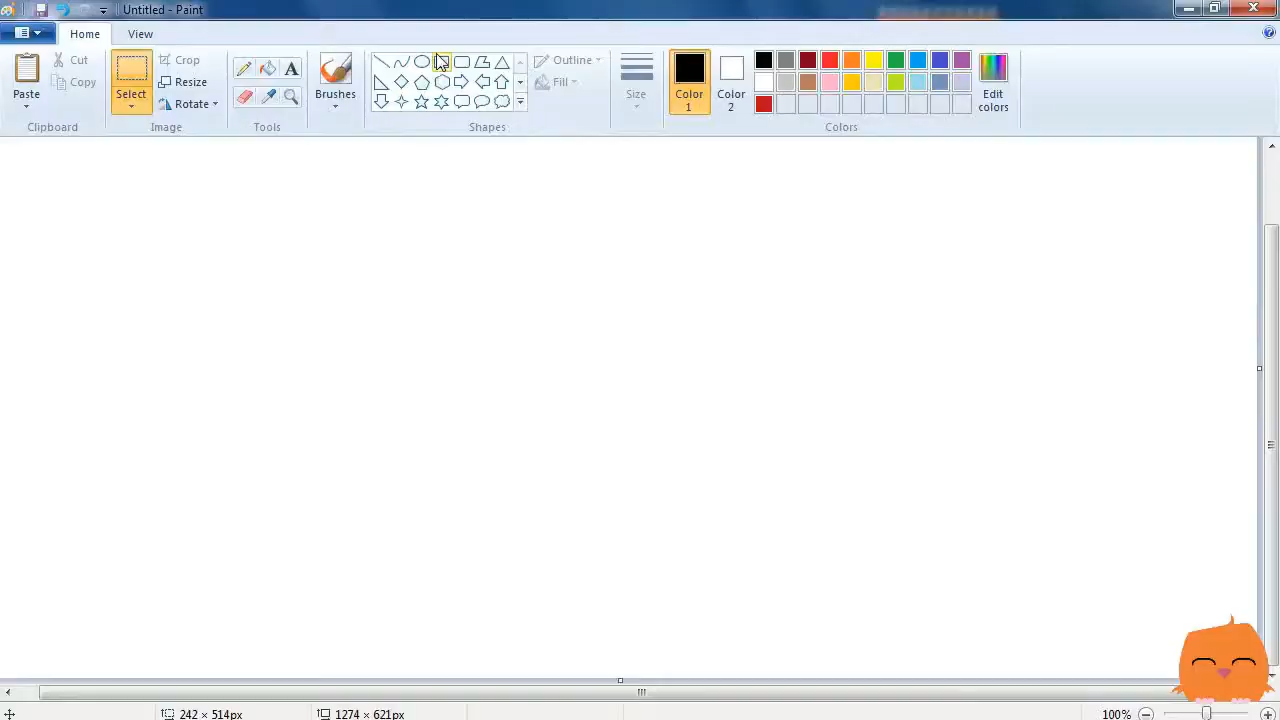 Untitled - Paint
Home View
Paste
Cut
Copy
Clipboard
Select
Crop
Resize
Rotate
Image
A
Tools
Brushes
Shapes
Outline
Fill
Size
Color 1
Color 2
Edit colors
Colors
242 × 514px
1274 × 621px
100%